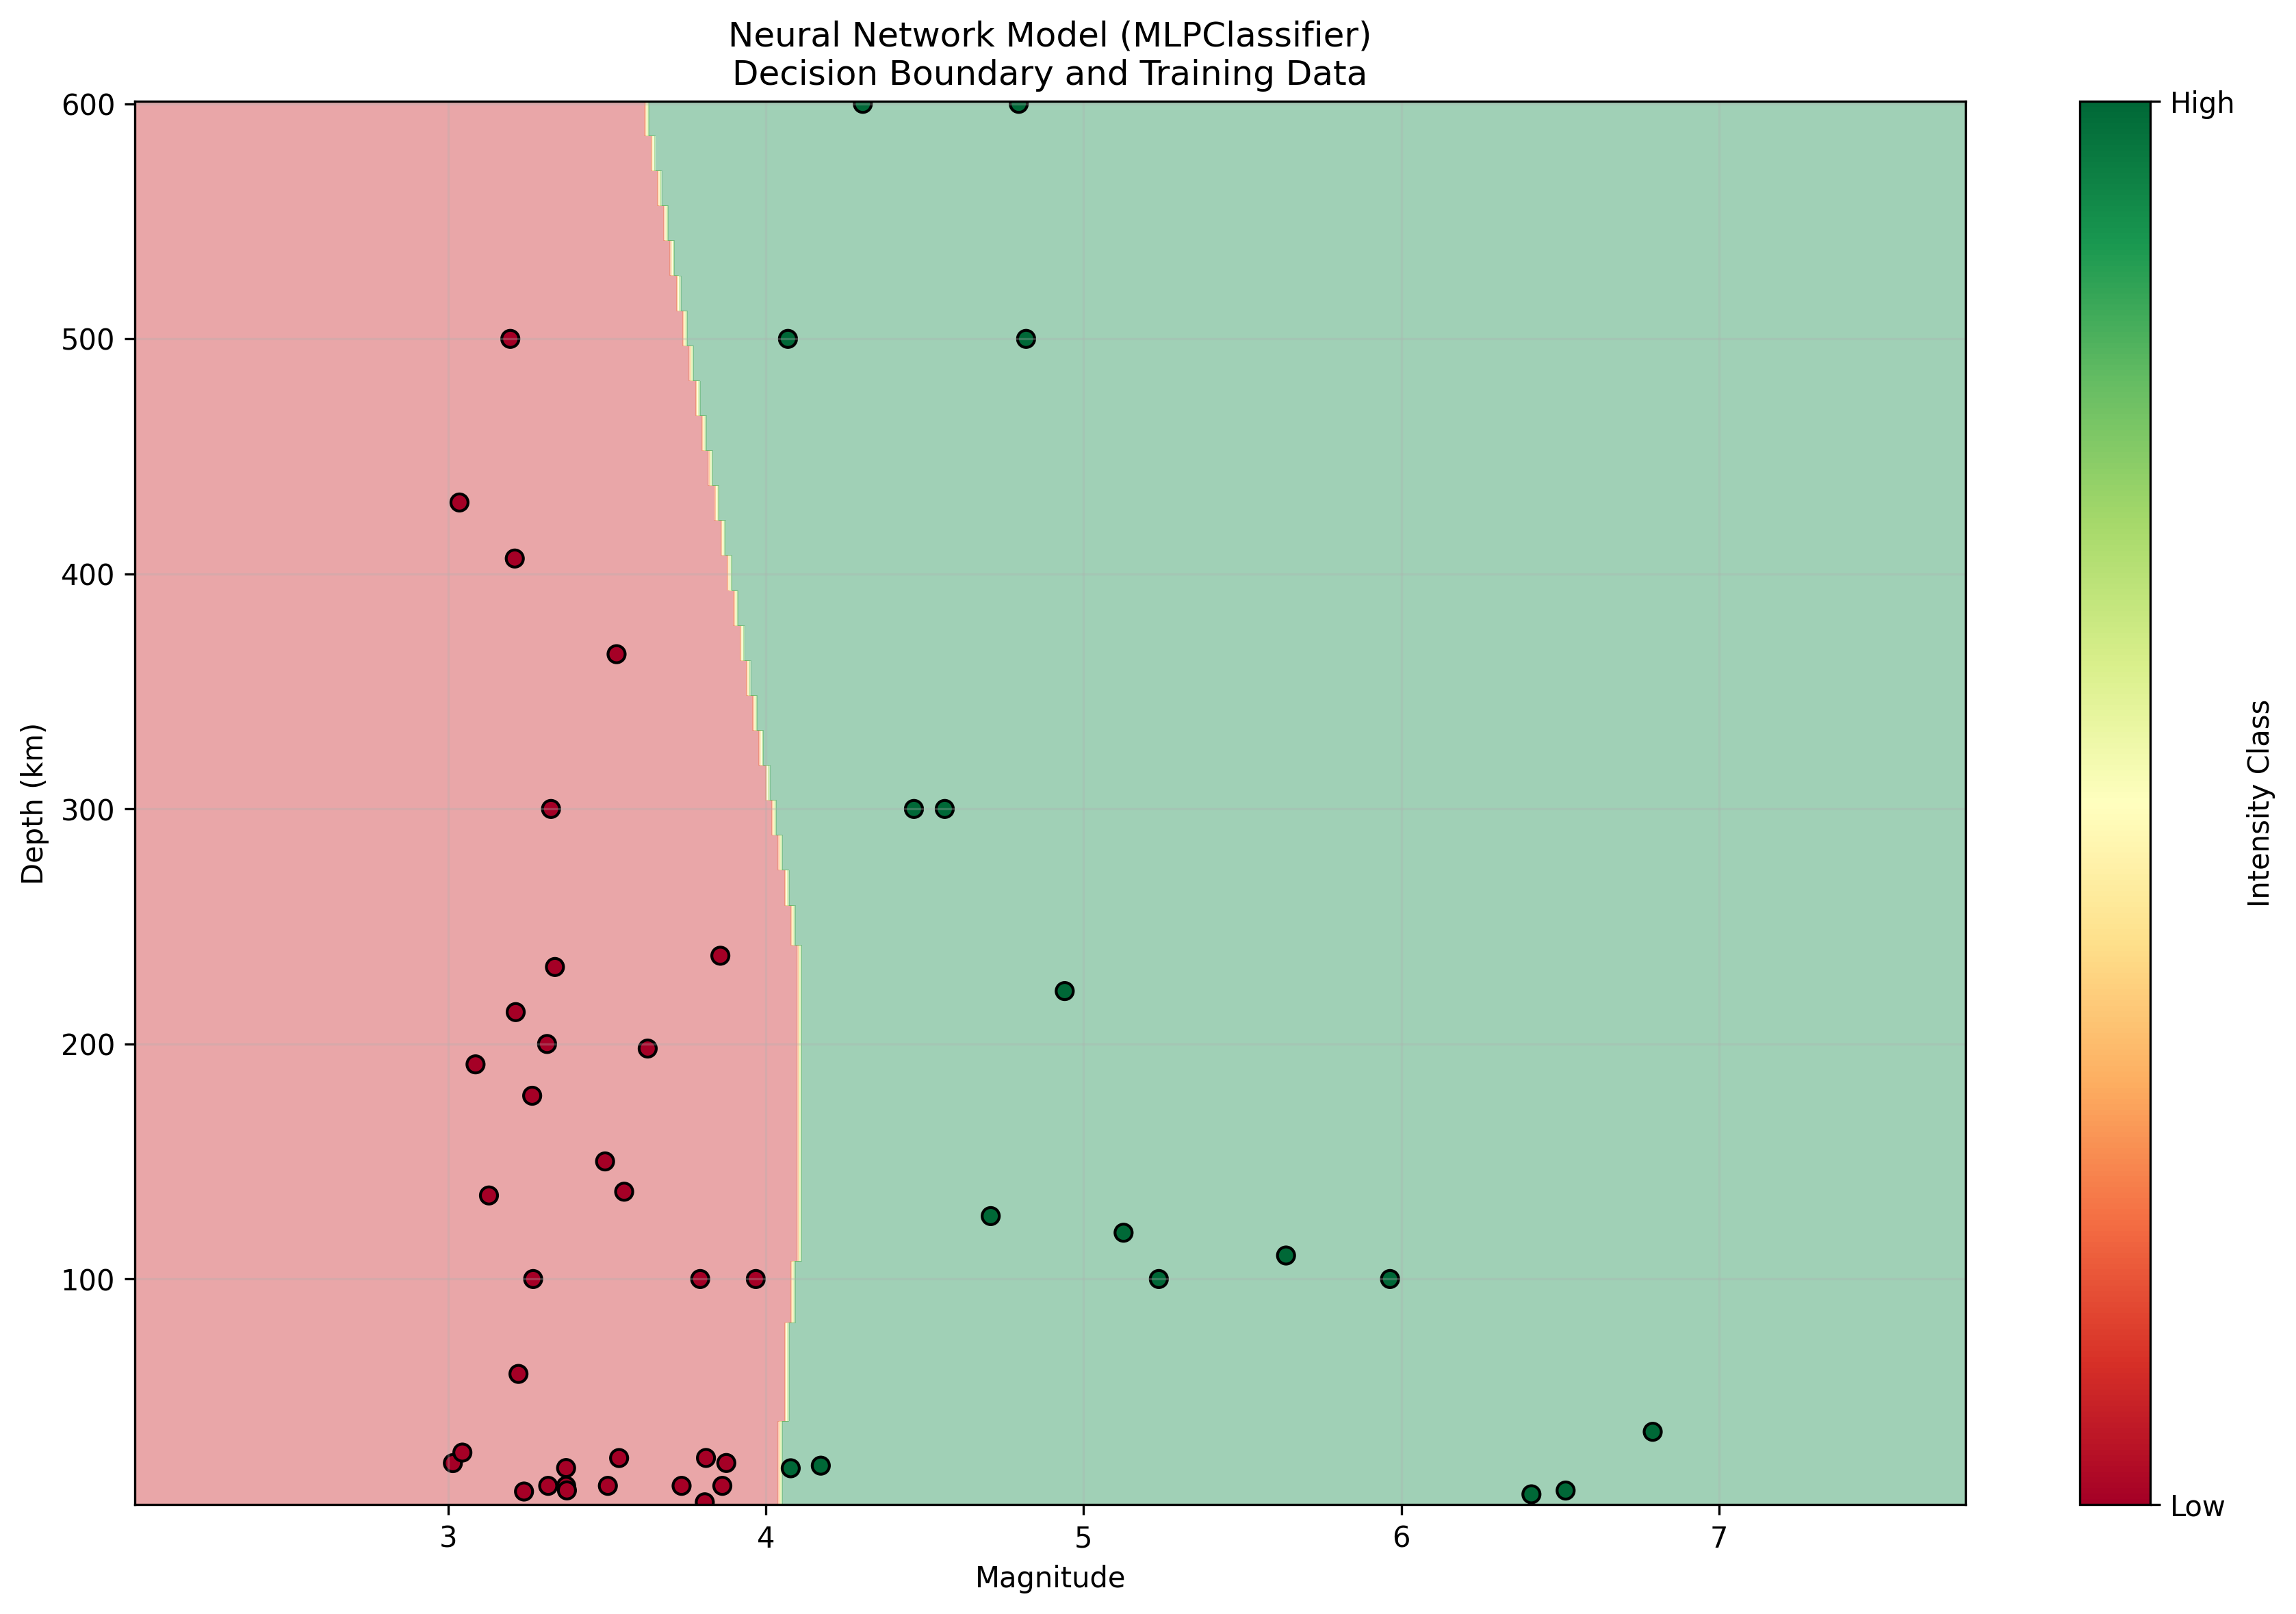 Neural Network Model (MLPClassifier)
Decision Boundary and Training Data
600
500
400
300
200
100
Depth (km)
3
4
5
6
7
Magnitude
High
Low
Intensity Class